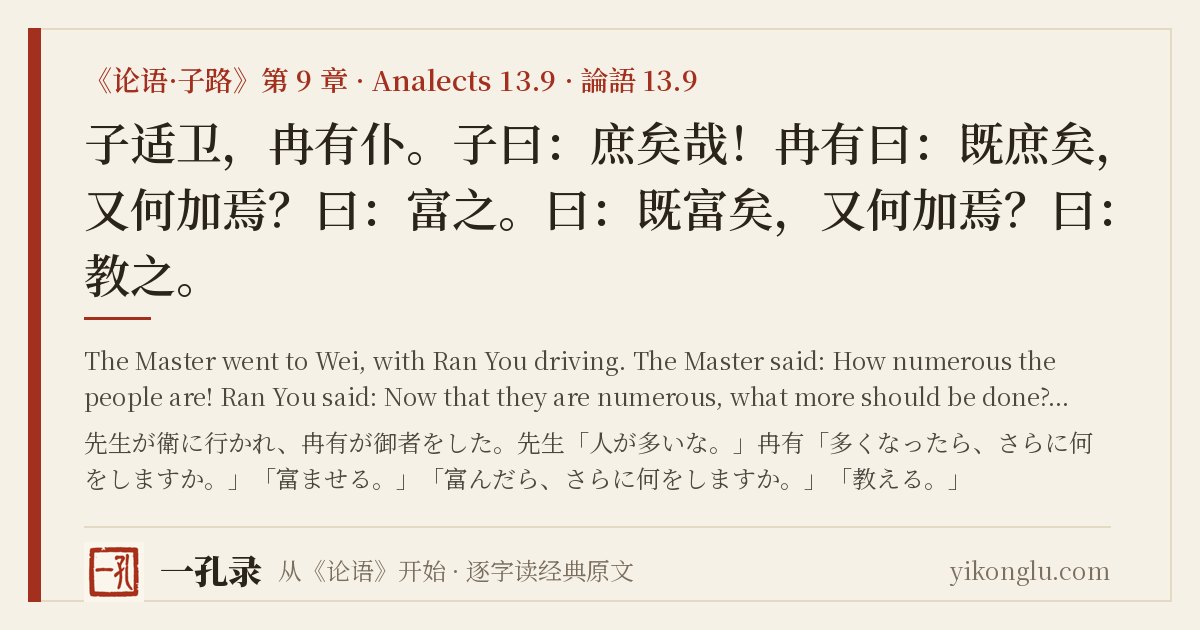 《论语·子路》第 9 章 · Analects 13.9 · 論語 13.9
子适卫，冉有仆。子曰：庶矣哉！冉有曰：既庶矣，
又何加焉？曰：富之。曰：既富矣，又何加焉？曰：
教之。
The Master went to Wei, with Ran You driving. The Master said: How numerous the
people are! Ran You said: Now that they are numerous, what more should be done?...
先生が衛に行かれ、冉有が御者をした。先生「人が多いな。」冉有「多くなったら、さらに何
をしますか。」「富ませる。」「富んだら、さらに何をしますか。」「教える。」
一孔
一孔录 从《论语》开始 · 逐字读经典原文 yikonglu.com